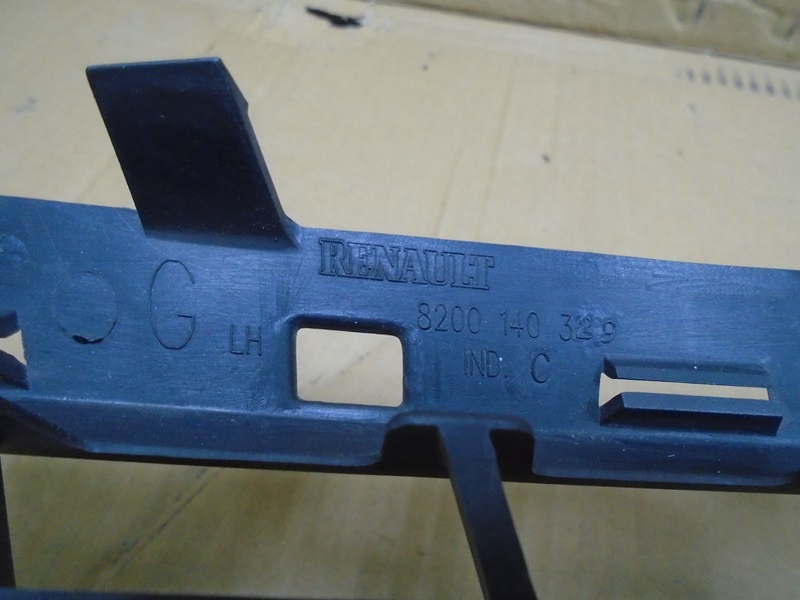 RENAULT
G
LH
8200 140 329
IND. C